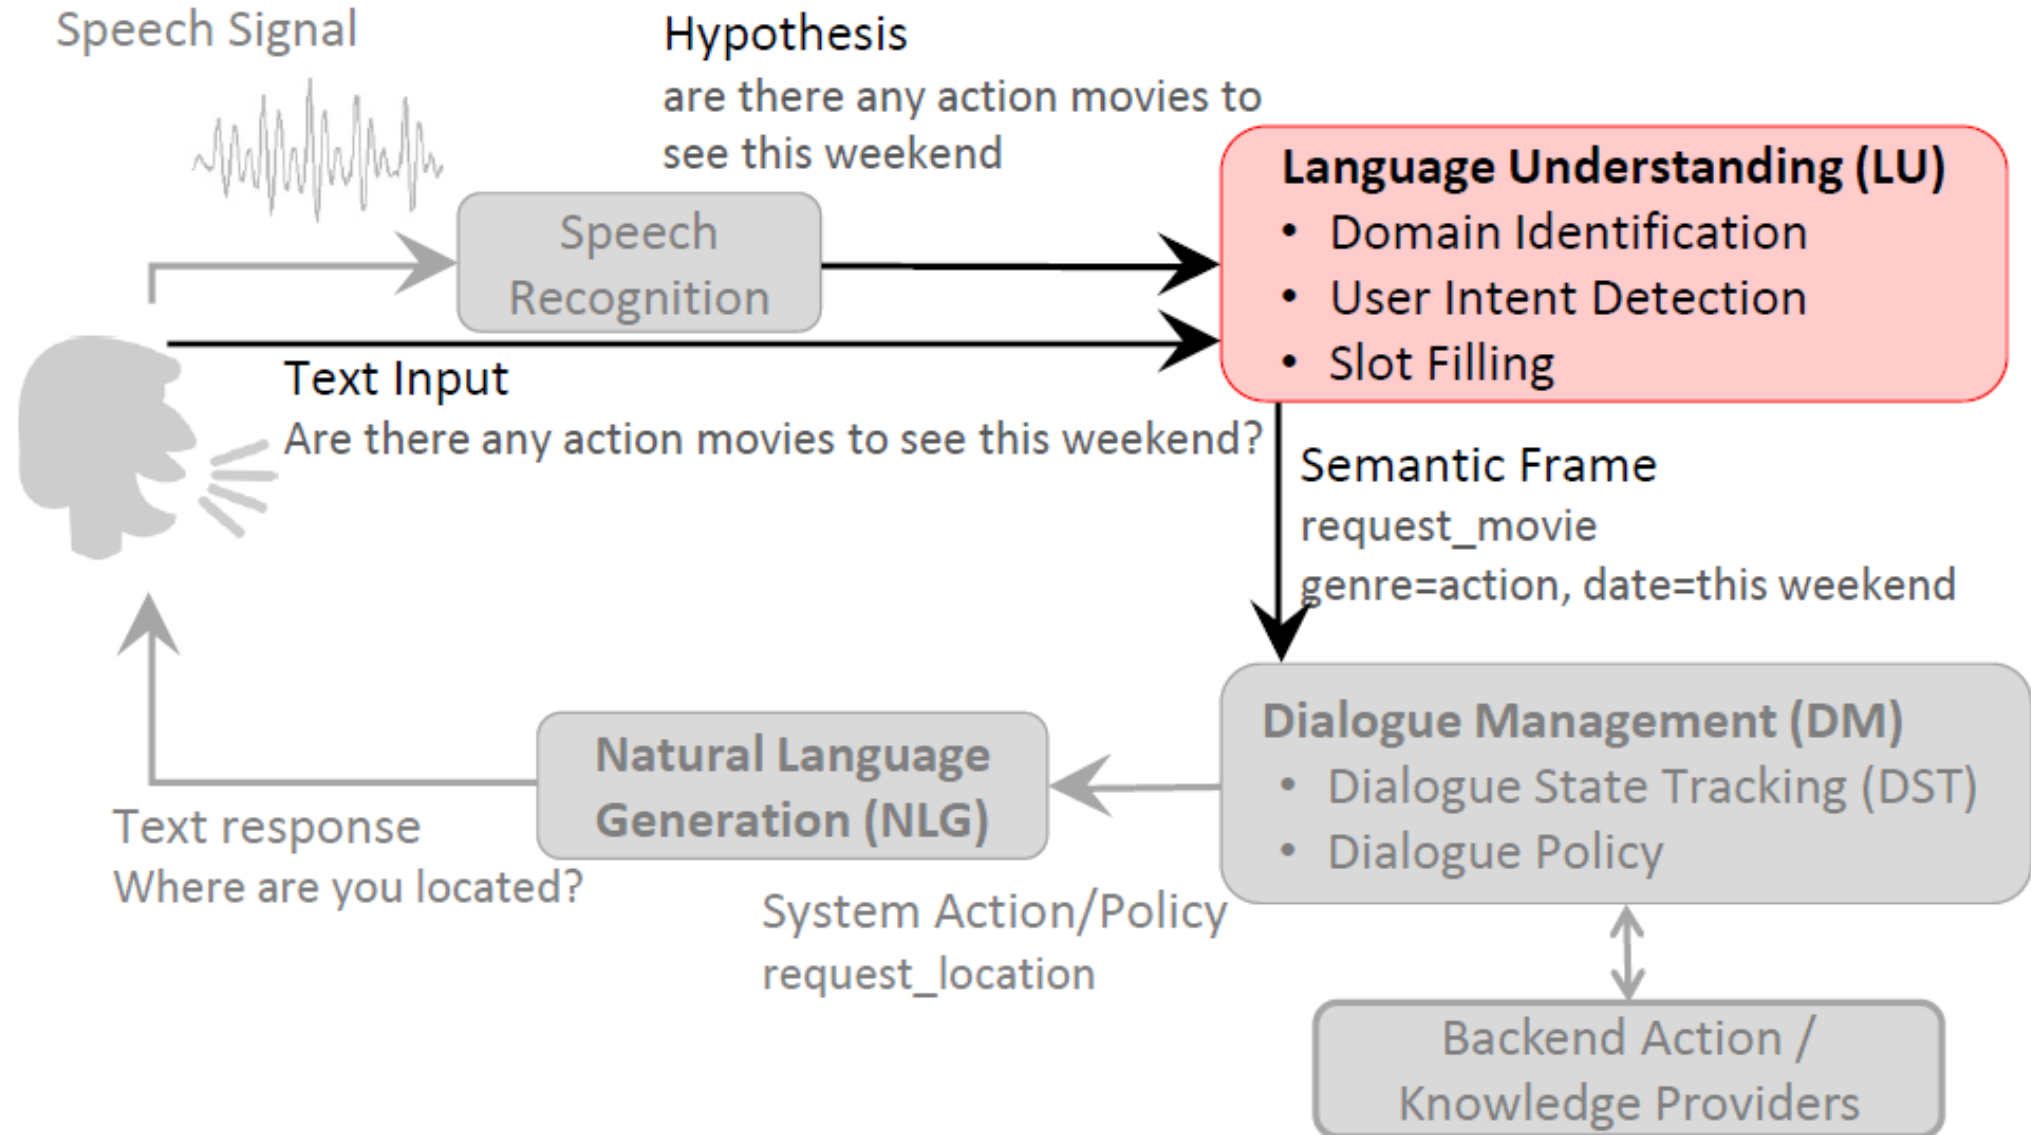 Speech Signal
Hypothesis
are there any action movies to
see this weekend
Speech
Recognition
Language Understanding (LU)
• Domain Identification
• User Intent Detection
• Slot Filling
Text Input
Are there any action movies to see this weekend?
Semantic Frame
request_movie
genre=action, date=this weekend
Dialogue Management (DM)
• Dialogue State Tracking (DST)
• Dialogue Policy
Natural Language
Generation (NLG)
Text response
Where are you located?
System Action/Policy
request_location
Backend Action /
Knowledge Providers